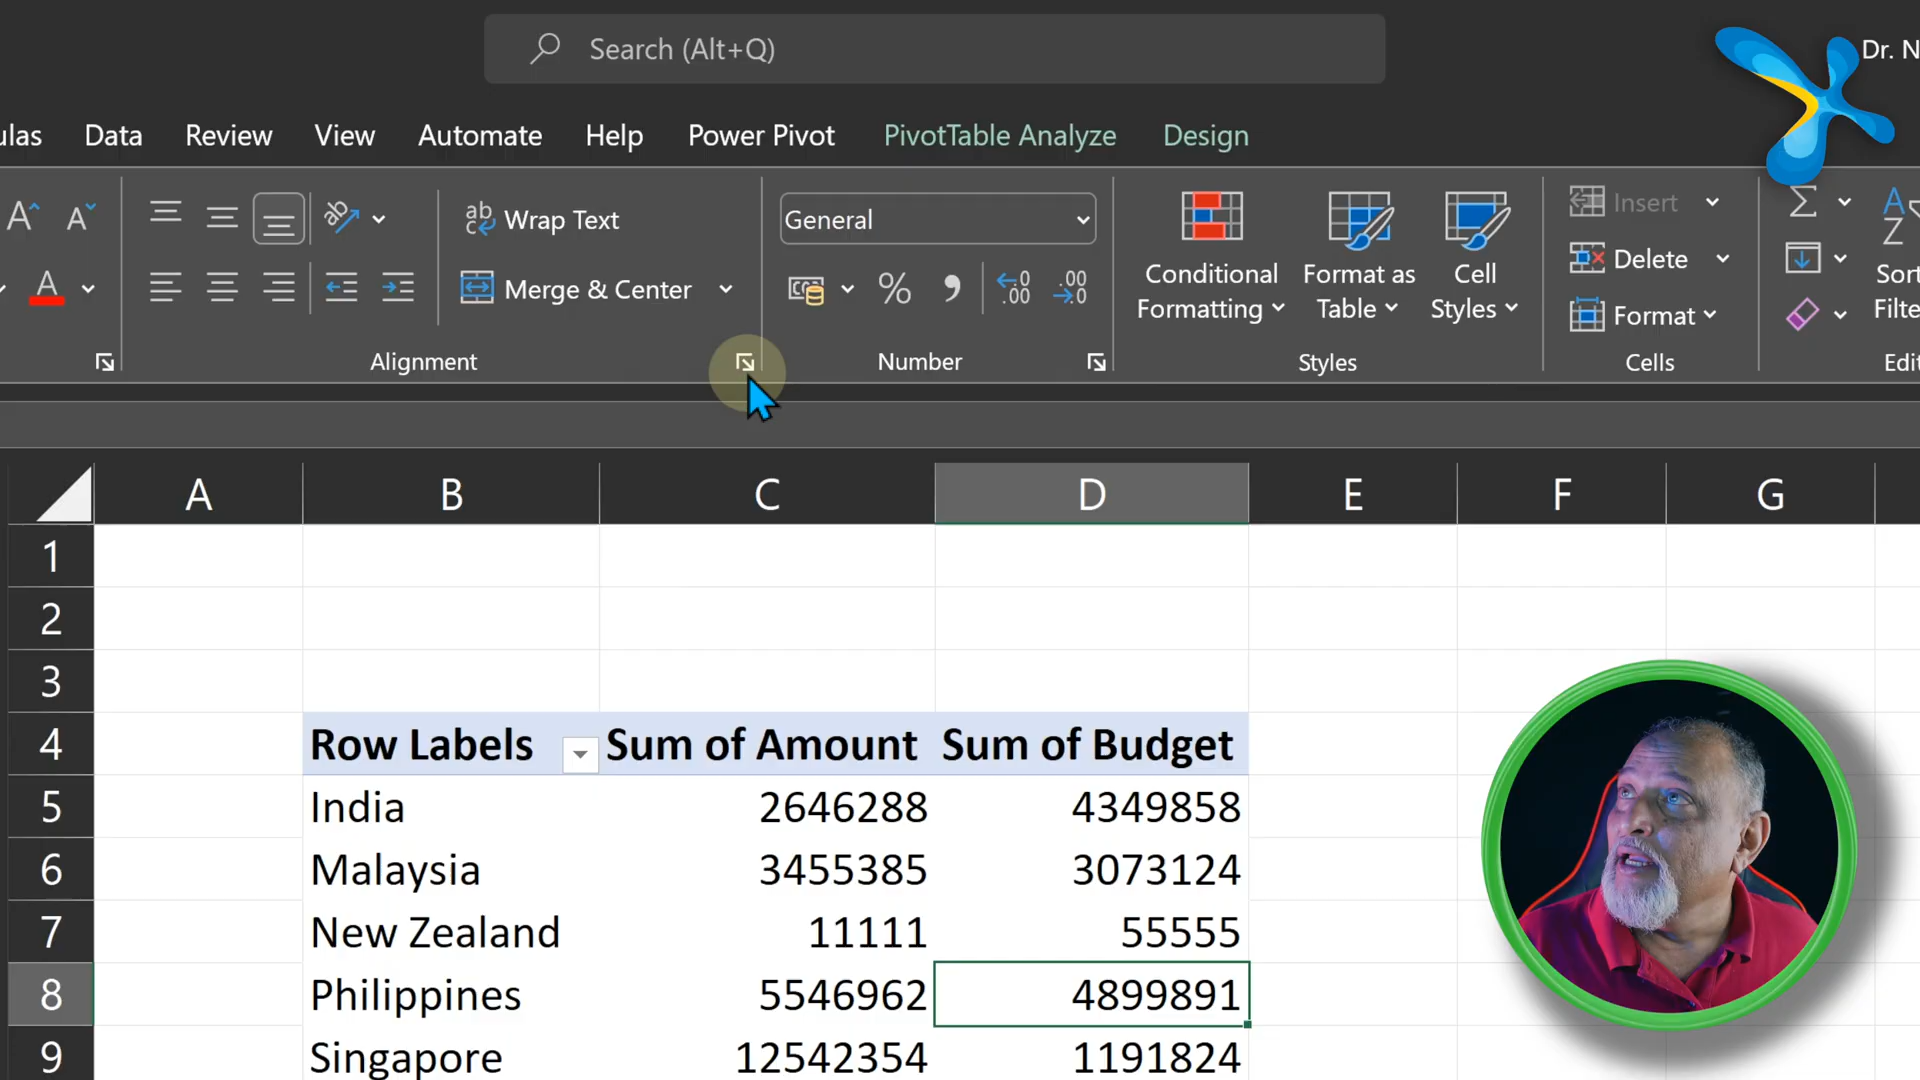 Search (Alt+Q)
Dr. N
ulas Data Review View Automate Help Power Pivot PivotTable Analyze Design
Wrap Text
General
Merge & Center
Conditional Formatting
Format as Table
Cell Styles
Insert
Delete
Format
Sort
Filte
Alignment
Number
Styles
Cells
Edit
A B C D E F G
1
2
3
4 Row Labels Sum of Amount Sum of Budget
5 India 2646288 4349858
6 Malaysia 3455385 3073124
7 New Zealand 11111 55555
8 Philippines 5546962 4899891
9 Singapore 12542354 1191824